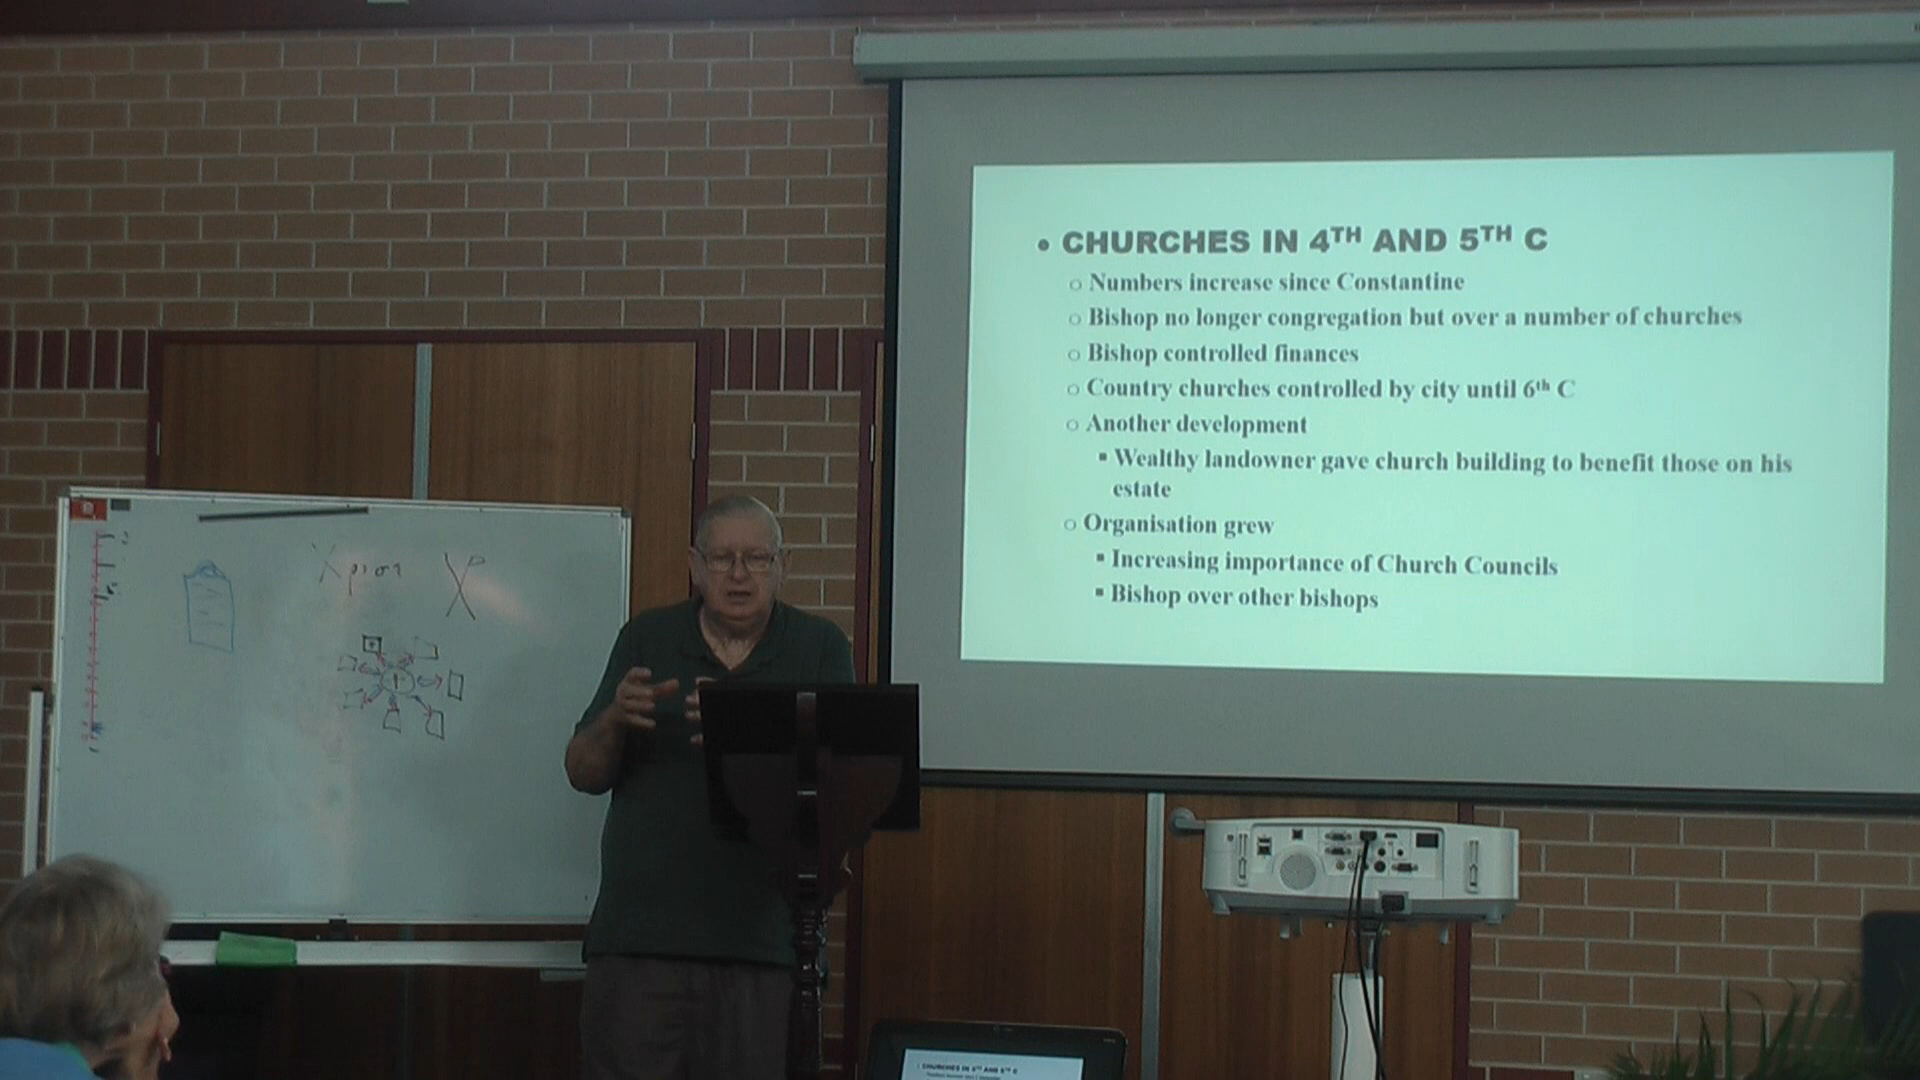 • CHURCHES IN 4TH AND 5TH C
○ Numbers increase since Constantine
○ Bishop no longer congregation but over a number of churches
○ Bishop controlled finances
○ Country churches controlled by city until 6th C
○ Another development
▪ Wealthy landowner gave church building to benefit those on his
estate
○ Organisation grew
▪ Increasing importance of Church Councils
▪ Bishop over other bishops
CHURCHES IN 4TH AND 5TH C